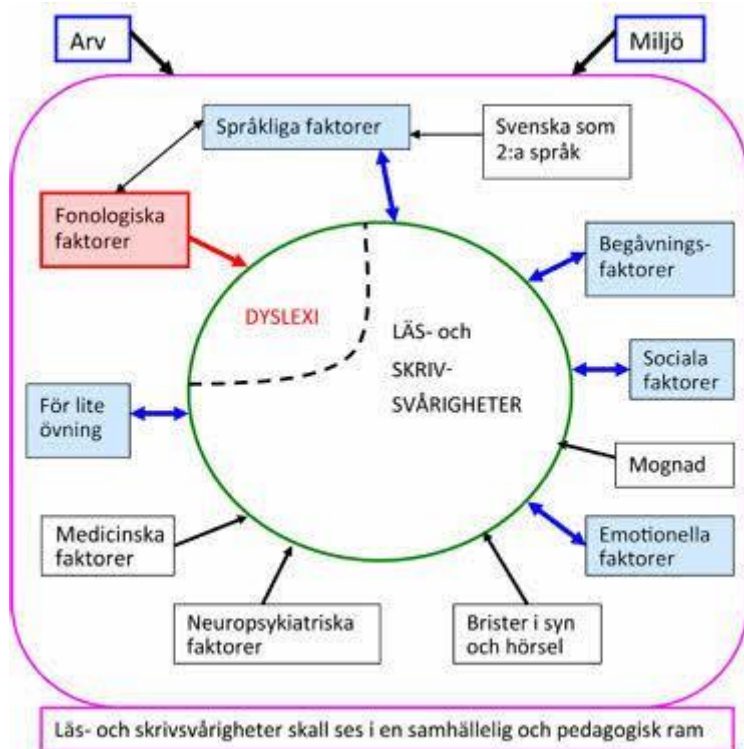 Arv
Miljö
Språkliga faktorer
Svenska som
2:a språk
Fonologiska
faktorer
Begåvnings-
faktorer
DYSLEXI
LÄS- och
SKRIV-
SVÅRIGHETER
Sociala
faktorer
För lite
övning
Mognad
Medicinska
faktorer
Emotionella
faktorer
Neuropsykiatriska
faktorer
Brister i syn
och hörsel
Läs- och skrivsvårigheter skall ses i en samhällelig och pedagogisk ram